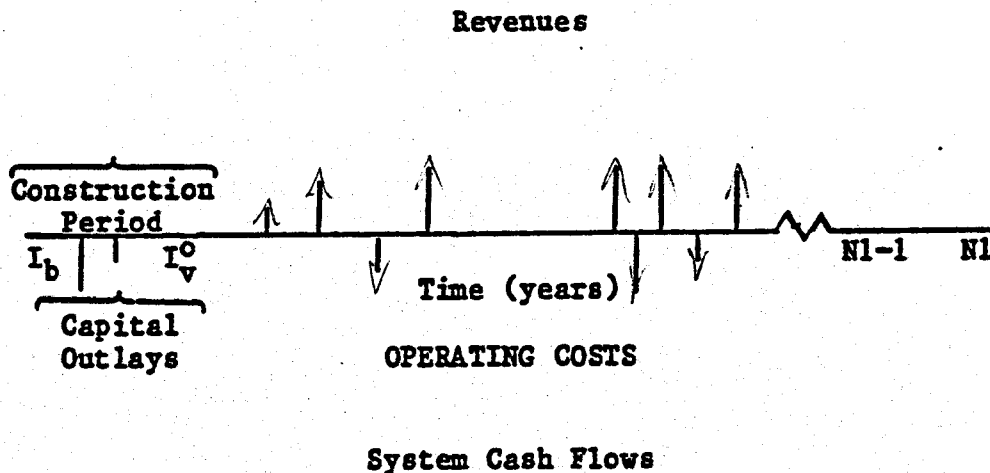 Revenues
Construction
Period
I_b I_v^o
N1-1 N1
Time (years)
Capital
Outlays
OPERATING COSTS
System Cash Flows